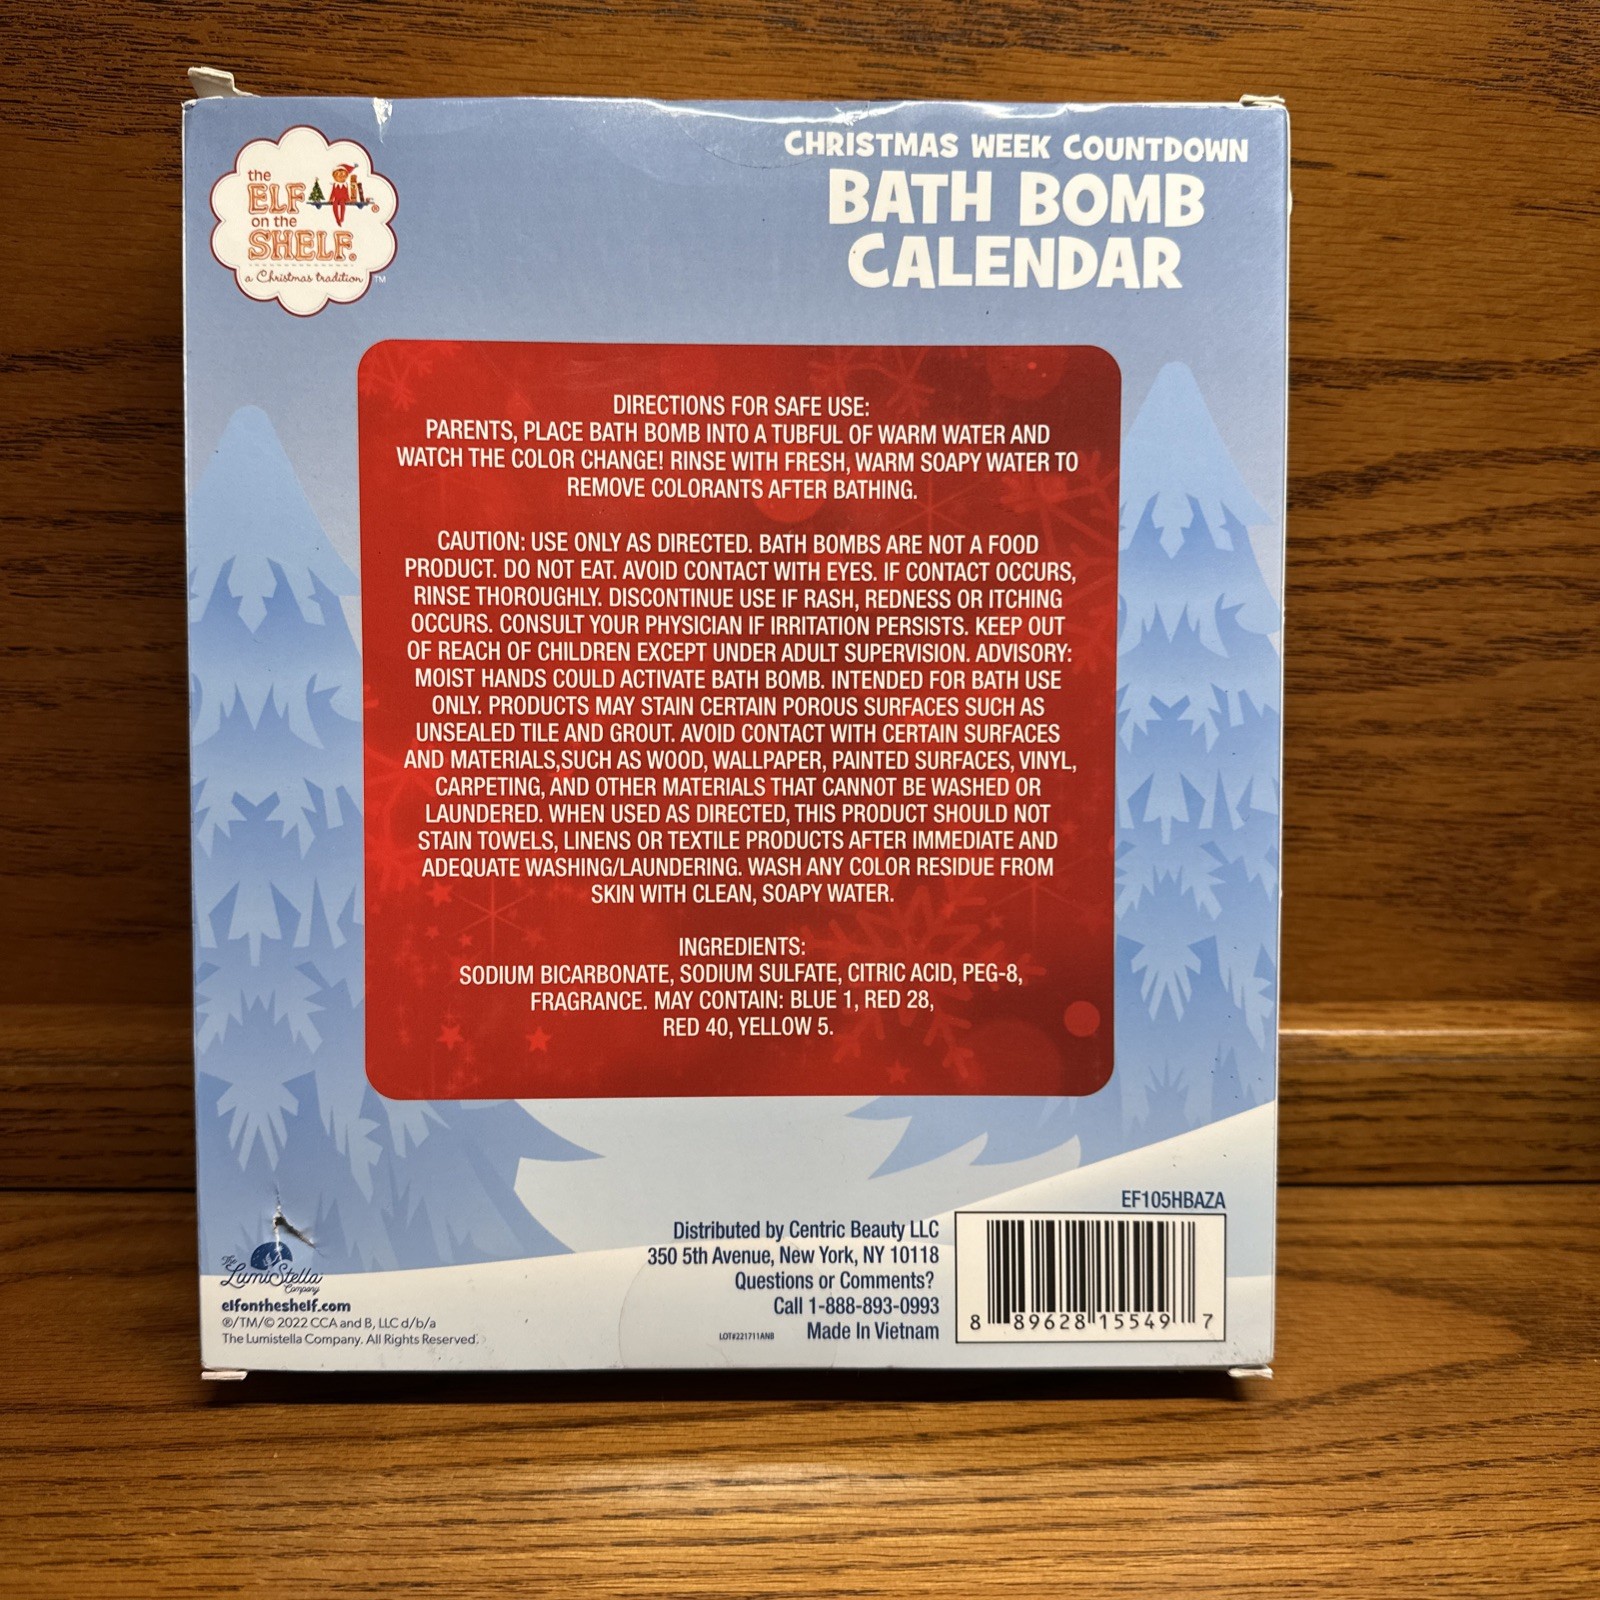 the
ELF
on the
SHELF®
a Christmas tradition™
CHRISTMAS WEEK COUNTDOWN
BATH BOMB
CALENDAR
DIRECTIONS FOR SAFE USE:
PARENTS, PLACE BATH BOMB INTO A TUBFUL OF WARM WATER AND
WATCH THE COLOR CHANGE! RINSE WITH FRESH, WARM SOAPY WATER TO
REMOVE COLORANTS AFTER BATHING.
CAUTION: USE ONLY AS DIRECTED. BATH BOMBS ARE NOT A FOOD
PRODUCT. DO NOT EAT. AVOID CONTACT WITH EYES. IF CONTACT OCCURS,
RINSE THOROUGHLY. DISCONTINUE USE IF RASH, REDNESS OR ITCHING
OCCURS. CONSULT YOUR PHYSICIAN IF IRRITATION PERSISTS. KEEP OUT
OF REACH OF CHILDREN EXCEPT UNDER ADULT SUPERVISION. ADVISORY:
MOIST HANDS COULD ACTIVATE BATH BOMB. INTENDED FOR BATH USE
ONLY. PRODUCTS MAY STAIN CERTAIN POROUS SURFACES SUCH AS
UNSEALED TILE AND GROUT. AVOID CONTACT WITH CERTAIN SURFACES
AND MATERIALS,SUCH AS WOOD, WALLPAPER, PAINTED SURFACES, VINYL,
CARPETING, AND OTHER MATERIALS THAT CANNOT BE WASHED OR
LAUNDERED. WHEN USED AS DIRECTED, THIS PRODUCT SHOULD NOT
STAIN TOWELS, LINENS OR TEXTILE PRODUCTS AFTER IMMEDIATE AND
ADEQUATE WASHING/LAUNDERING. WASH ANY COLOR RESIDUE FROM
SKIN WITH CLEAN, SOAPY WATER.
INGREDIENTS:
SODIUM BICARBONATE, SODIUM SULFATE, CITRIC ACID, PEG-8,
FRAGRANCE. MAY CONTAIN: BLUE 1, RED 28,
RED 40, YELLOW 5.
The
LumiStella
Company
elfontheshelf.com
®/TM/© 2022 CCA and B, LLC d/b/a
The Lumistella Company. All Rights Reserved.
Distributed by Centric Beauty LLC
350 5th Avenue, New York, NY 10118
Questions or Comments?
Call 1-888-893-0993
LOT#221711ANB Made In Vietnam
EF105HBAZA
8 89628 15549 7